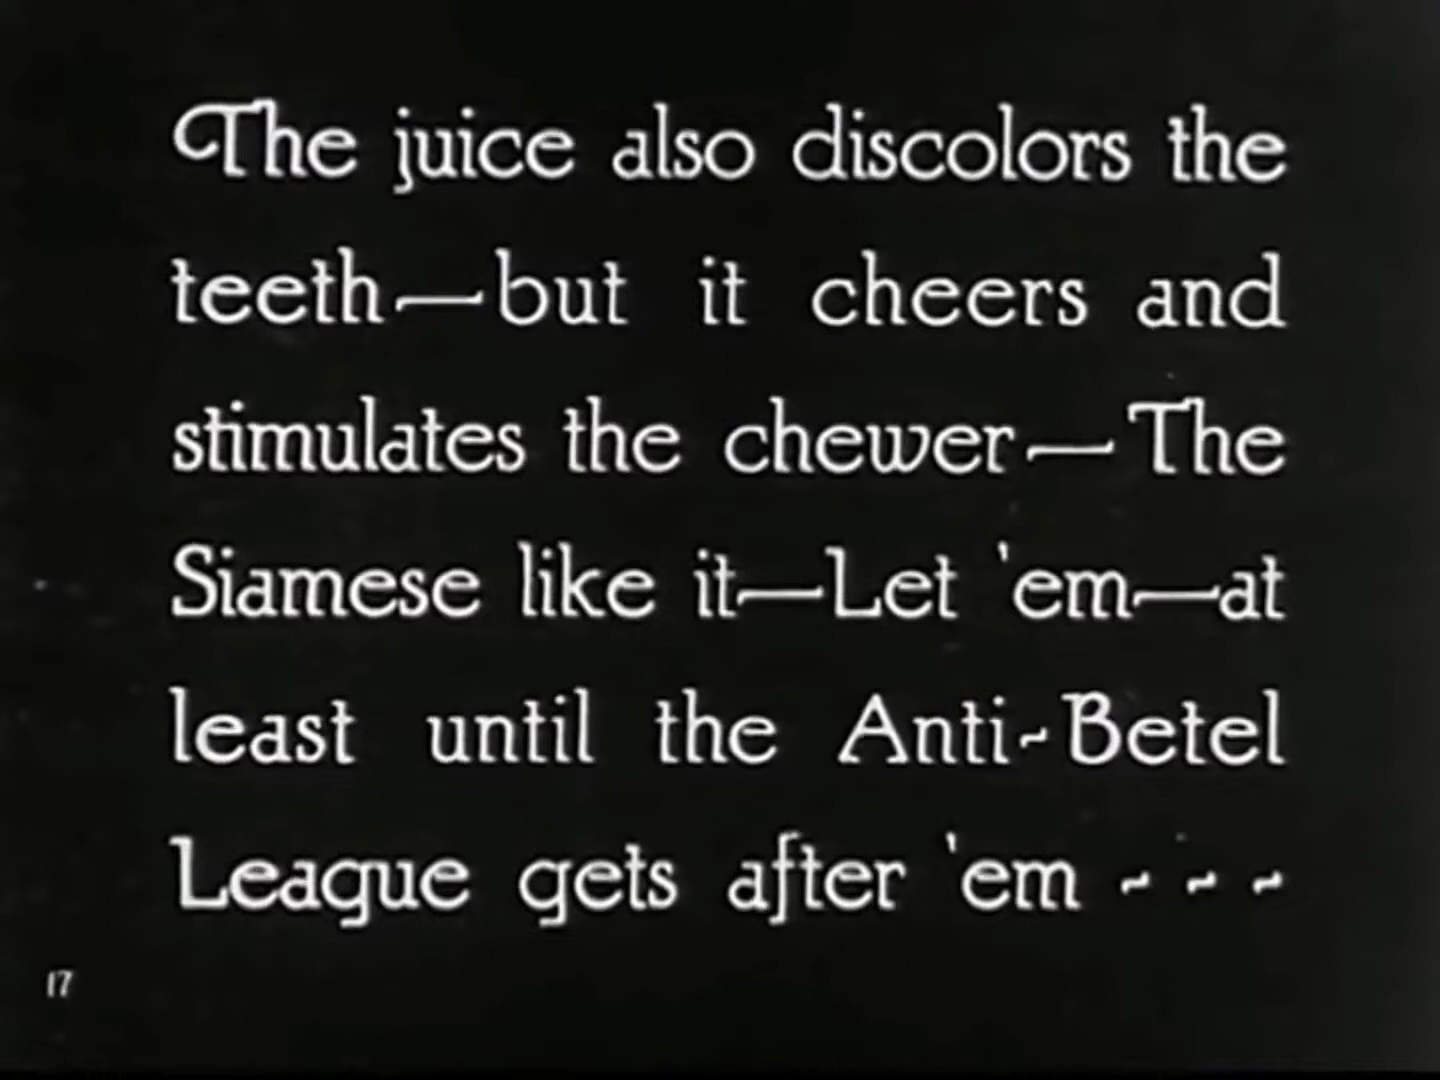 The juice also discolors the
teeth—but it cheers and
stimulates the chewer—The
Siamese like it—Let 'em—at
least until the Anti-Betel
League gets after 'em - - -
17